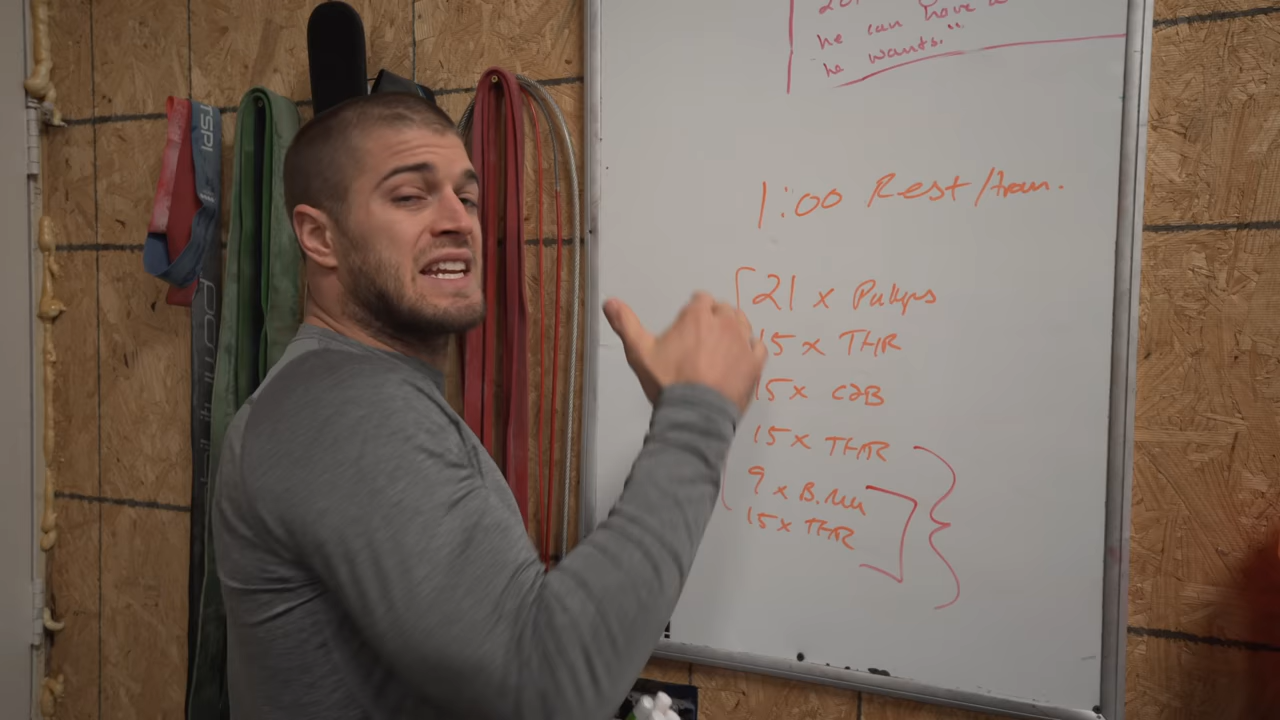 he can have
he wants."
1:00 Rest/tran.
21 x Pullups
15 x THR
15 x C2B
15 x THR
9 x B.Mu
15 x THR